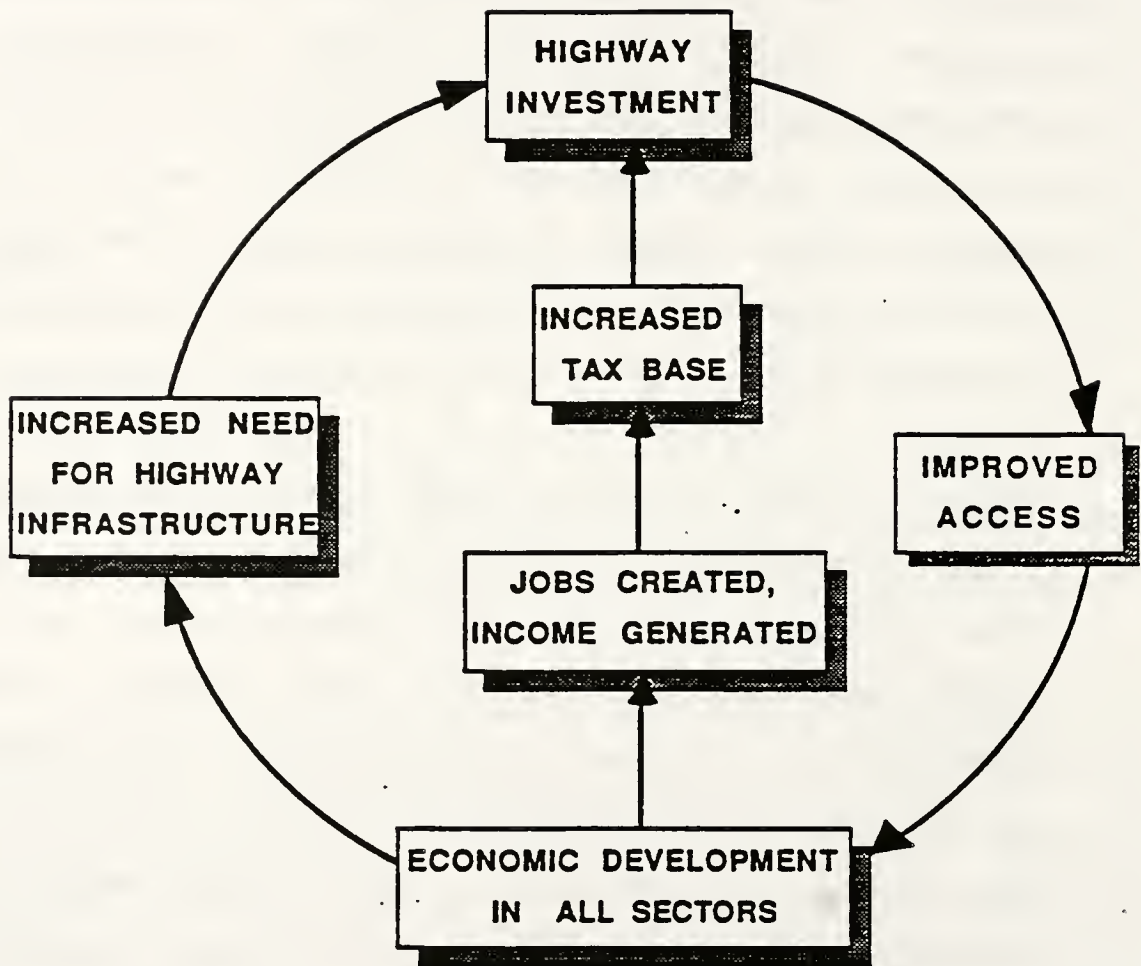 HIGHWAY
INVESTMENT
INCREASED
TAX BASE
INCREASED NEED
FOR HIGHWAY
INFRASTRUCTURE
IMPROVED
ACCESS
JOBS CREATED,
INCOME GENERATED
ECONOMIC DEVELOPMENT
IN ALL SECTORS